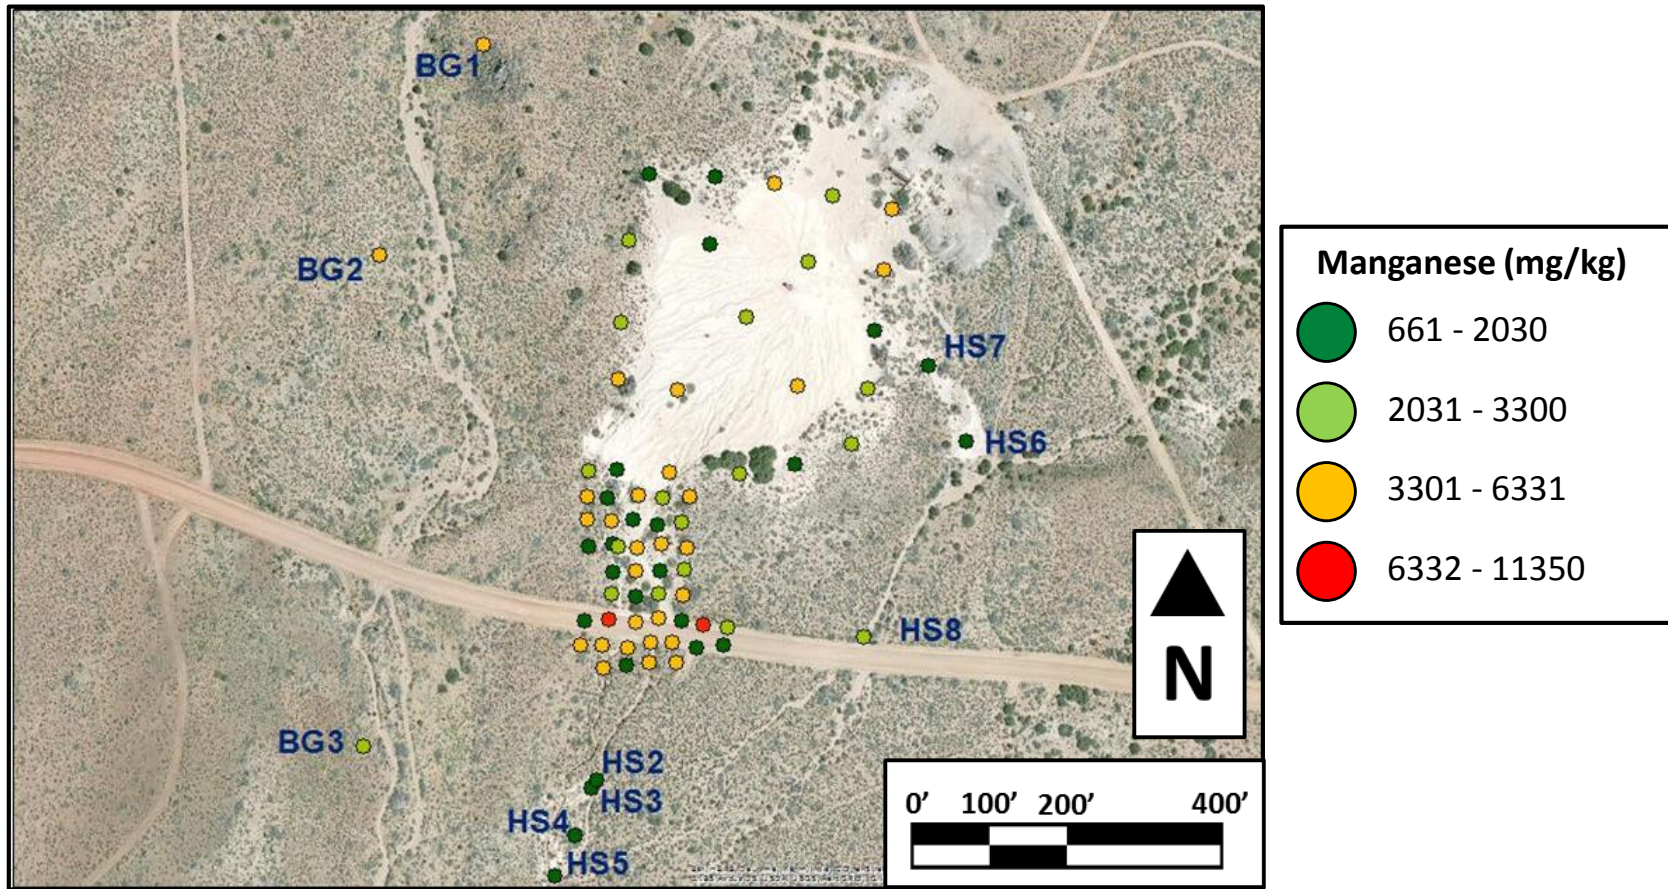 BG1
BG2
HS7
HS6
HS8
BG3
HS2
HS3
HS4
HS5
N
0' 100' 200' 400'
Manganese (mg/kg)
661 - 2030
2031 - 3300
3301 - 6331
6332 - 11350